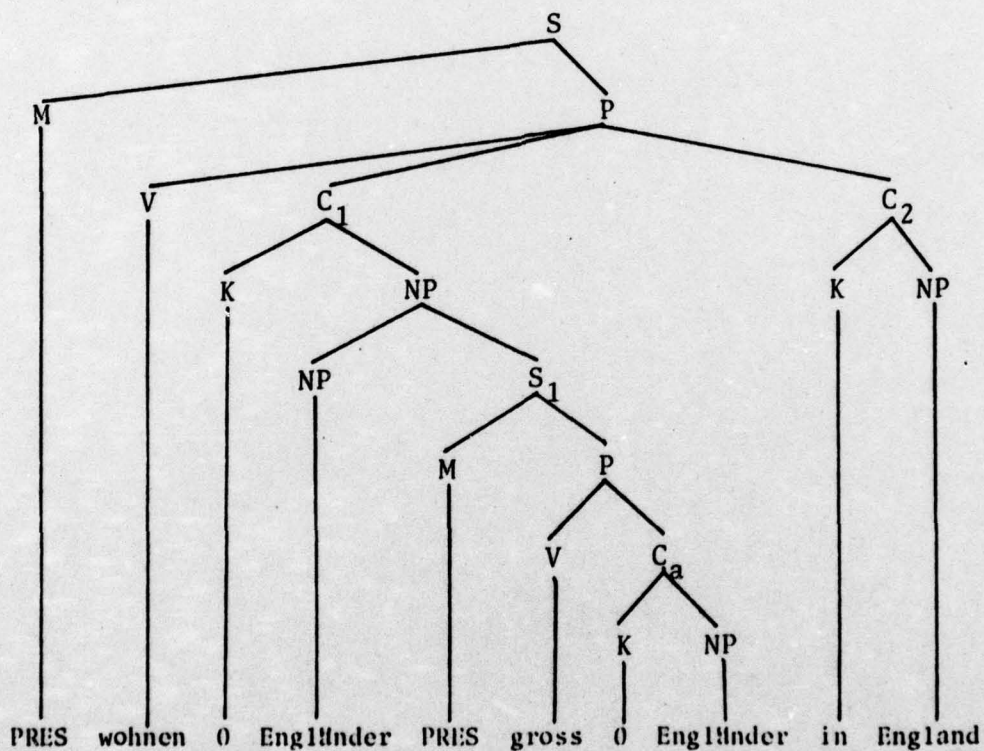 S
M P
V C1 C2
K NP K NP
NP S1
M P
V Ca
K NP
PRES wohnen 0 Engländer PRES gross 0 Engländer in England